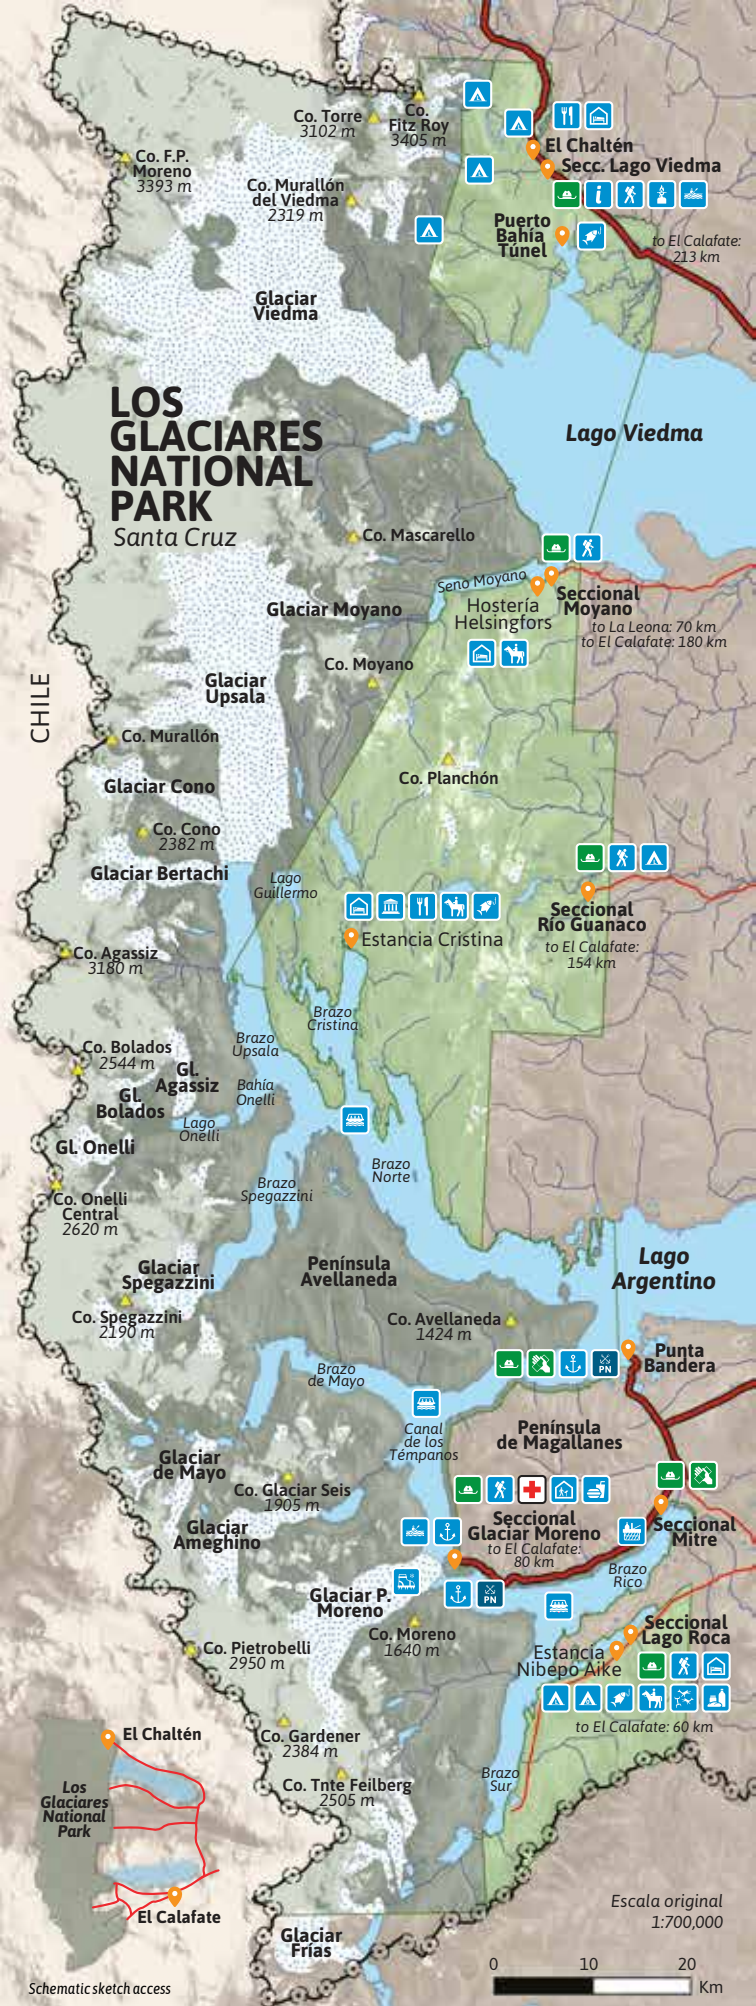 Co. Torre
3102 m
Co.
Fitz Roy
3405 m
El Chaltén
Secc. Lago Viedma
Co. F.P.
Moreno
3393 m
Co. Murallón
del Viedma
2319 m
i
Puerto
Bahía
Túnel
to El Calafate:
213 km
Glaciar
Viedma
LOS
GLACIARES
NATIONAL
PARK
Santa Cruz
Lago Viedma
Co. Mascarello
Seno Moyano
Glaciar Moyano
Hostería
Helsingfors
Seccional
Moyano
to La Leona: 70 km
to El Calafate: 180 km
Co. Moyano
Glaciar
Upsala
CHILE
Co. Murallón
Co. Planchón
Glaciar Cono
Co. Cono
2382 m
Glaciar Bertachi
Lago
Guillermo
Seccional
Río Guanaco
to El Calafate:
154 km
Estancia Cristina
Co. Agassiz
3180 m
Brazo
Cristina
Brazo
Upsala
Co. Bolados
2544 m
Gl.
Agassiz
Bahía
Onelli
Gl.
Bolados
Lago
Onelli
Gl. Onelli
Brazo
Norte
Brazo
Spegazzini
Co. Onelli
Central
2620 m
Lago
Argentino
Península
Avellaneda
Glaciar
Spegazzini
Co. Spegazzini
2190 m
Co. Avellaneda
1424 m
PN
Punta
Bandera
Brazo
de Mayo
Canal
de los
Témpanos
Península
de Magallanes
Glaciar
de Mayo
Co. Glaciar Seis
1905 m
Glaciar
Ameghino
Seccional
Glaciar Moreno
to El Calafate:
80 km
Seccional
Mitre
Brazo
Rico
PN
Glaciar P.
Moreno
Co. Moreno
1640 m
Seccional
Lago Roca
Estancia
Nibepo Aike
Co. Pietrobelli
2950 m
to El Calafate: 60 km
Co. Gardener
2384 m
Co. Tnte Feilberg
2505 m
Brazo
Sur
El Chaltén
Los
Glaciares
National
Park
El Calafate
Schematic sketch access
Glaciar
Frías
Escala original
1:700,000
0 10 20
Km